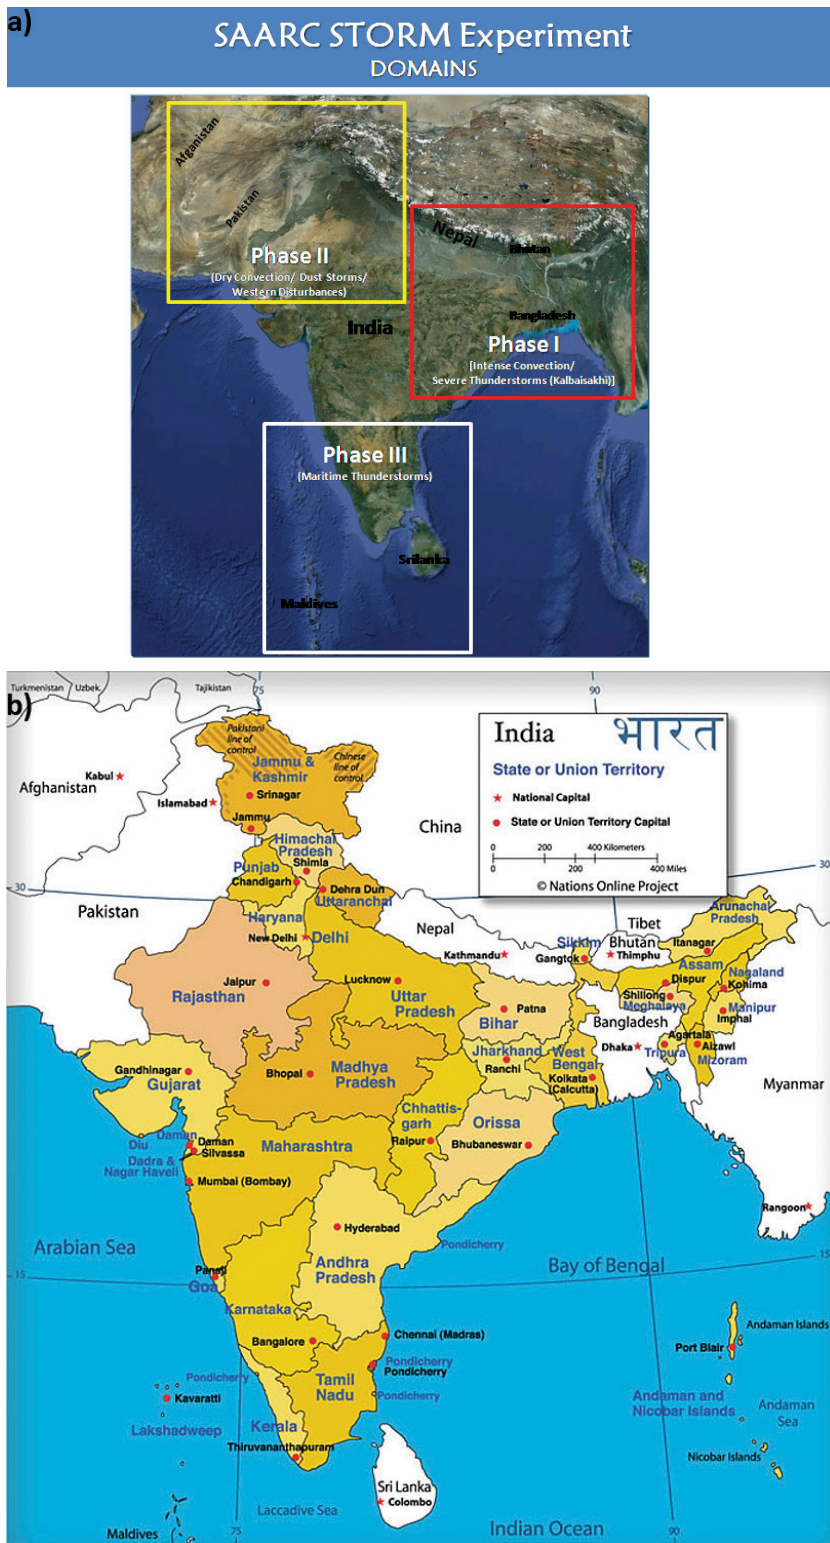 a)
SAARC STORM Experiment
DOMAINS
Afganistan
Pakistan
Nepal
Bhutan
Phase II
(Dry Convection/ Dust Storms/
Western Disturbances)
Bangladesh
India
Phase I
[Intense Convection/
Severe Thunderstorms (Kalbaisakhi)]
Phase III
(Maritime Thunderstorms)
Srilanka
Maldives
b)
Turkmenistan
Uzbek.
Tajikistan
75
90
Pakistani
line of
control
Chinese
line of
control
India
भारत
State or Union Territory
National Capital
State or Union Territory Capital
0 200 400 Kilometers
0 200 400 Miles
© Nations Online Project
Kabul
Afghanistan
Islamabad
Jammu &
Kashmir
Srinagar
Jammu
China
Himachal
Pradesh
Shimla
Punjab
Chandigarh
30
30
Dehra Dun
Uttaranchal
Pakistan
Haryana
New Delhi
Delhi
Nepal
Kathmandu
Tibet
Sikkim
Gangtok
Bhutan
Thimphu
Arunachal
Pradesh
Itanagar
Assam
Dispur
Nagaland
Kohima
Shillong
Meghalaya
Manipur
Imphal
Jaipur
Rajasthan
Lucknow
Uttar
Pradesh
Patna
Bihar
Bangladesh
Dhaka
Agartala
Tripura
Aizawl
Mizoram
Myanmar
Gandhinagar
Gujarat
Bhopal
Madhya
Pradesh
Jharkhand
Ranchi
West
Bengal
Kolkata
(Calcutta)
Chhattis-
garh
Raipur
Orissa
Bhubaneswar
Daman
Diu
Daman
Silvassa
Dadra &
Nagar Haveli
Maharashtra
Mumbai (Bombay)
Rangoon
Hyderabad
Arabian Sea
Andhra
Pradesh
Pondicherry
Bay of Bengal
15
15
Panaji
Goa
Karnataka
Bangalore
Chennai (Madras)
Andaman Islands
Port Blair
Pondicherry
Pondicherry
Pondicherry
Tamil
Nadu
Pondicherry
Kavaratti
Lakshadweep
Kerala
Thiruvananthapuram
Andaman and
Nicobar Islands
Andaman
Sea
Nicobar Islands
Sri Lanka
Colombo
Laccadive Sea
Maldives
75
Indian Ocean
90